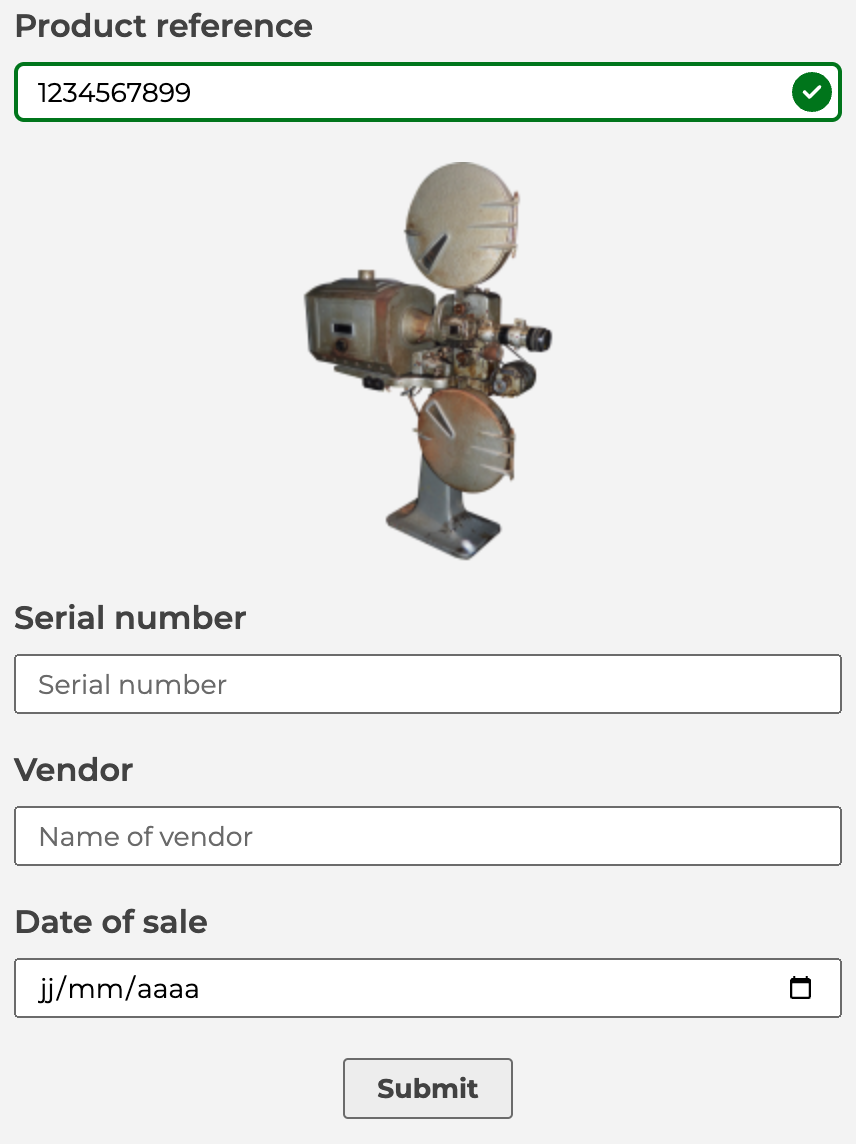 Product reference
1234567899
Serial number
Serial number
Vendor
Name of vendor
Date of sale
jj/mm/aaaa
Submit